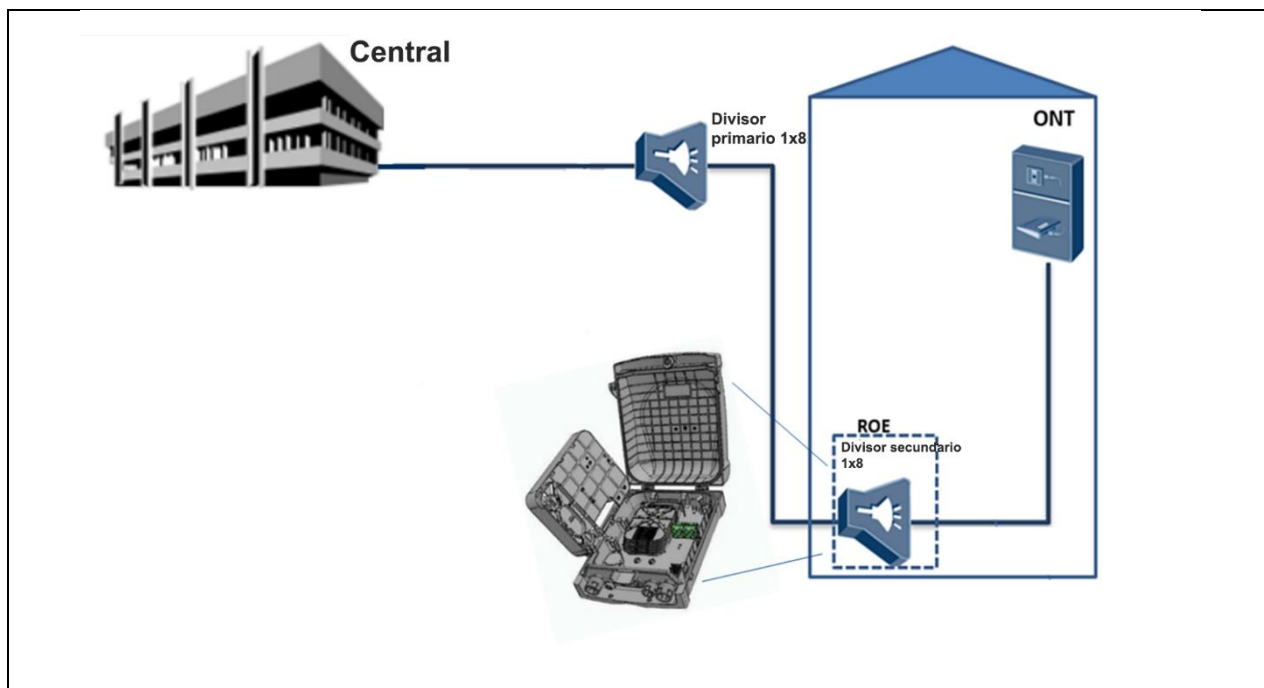 Central
Divisor
primario 1x8
ONT
ROE
Divisor secundario
1x8